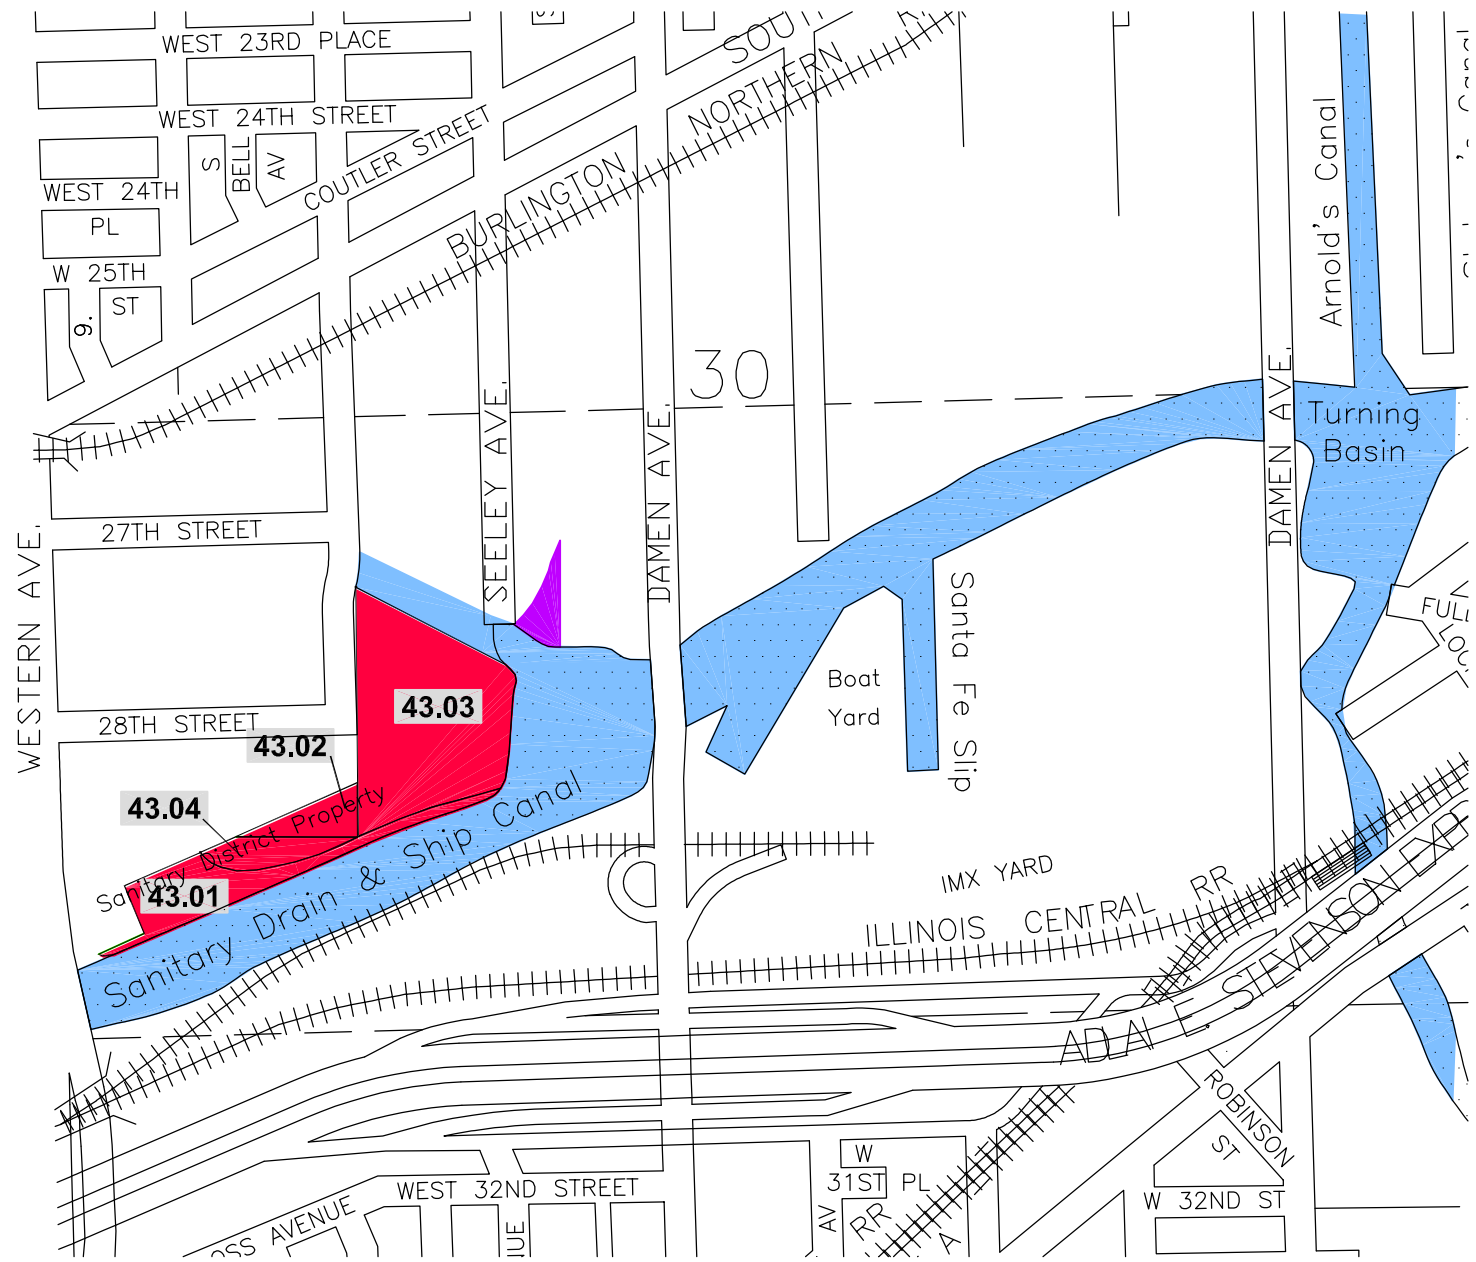 WEST 23RD PLACE
WEST 24TH STREET
S
BELL
AV
COUTLER STREET
WEST 24TH
PL
W 25TH
ST
9.
BURLINGTON
NORTHERN
30
Arnold's Canal
Turning
Basin
SEELEY AVE.
DAMEN AVE.
DAMEN AVE.
27TH STREET
WESTERN AVE.
28TH STREET
43.03
43.02
43.04
43.01
Sanitary District Property
Sanitary Drain & Ship Canal
Boat
Yard
Santa Fe Slip
IMX YARD
ILLINOIS CENTRAL RR
STEVENSON
ROBINSON
ST
W
31ST PL
AV
RR
WEST 32ND STREET
W 32ND ST
OSS AVENUE